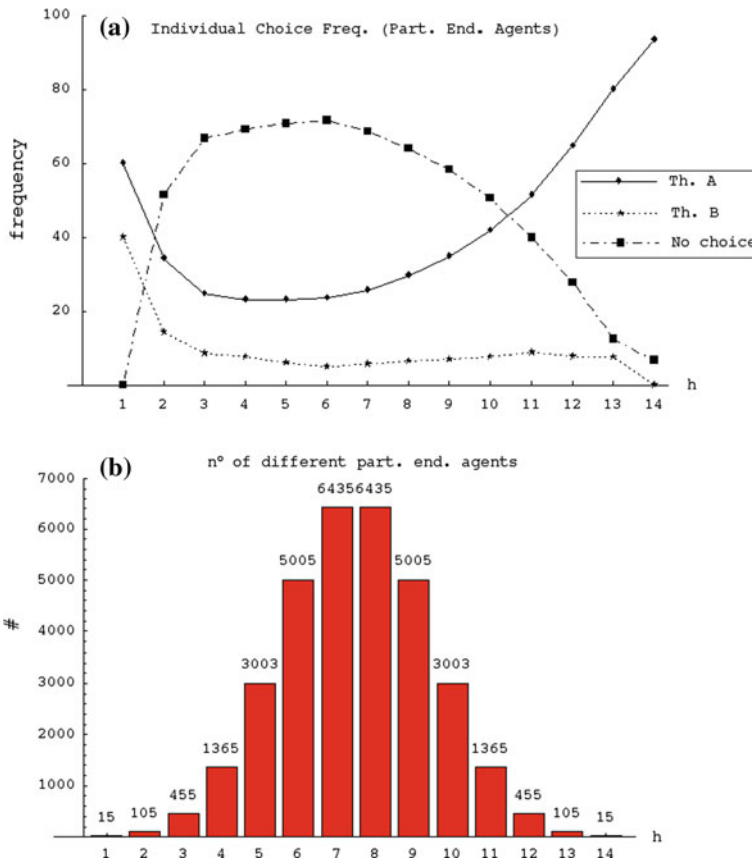 (a) Individual Choice Freq. (Part. End. Agents)
100
80
60
40
20
frequency
Th. A
Th. B
No choice
h
1 2 3 4 5 6 7 8 9 10 11 12 13 14
(b) n° of different part. end. agents
7000
6000
5000
4000
3000
2000
1000
#
15 105 455 1365 3003 5005 6435 6435 5005 3003 1365 455 105 15
h
1 2 3 4 5 6 7 8 9 10 11 12 13 14